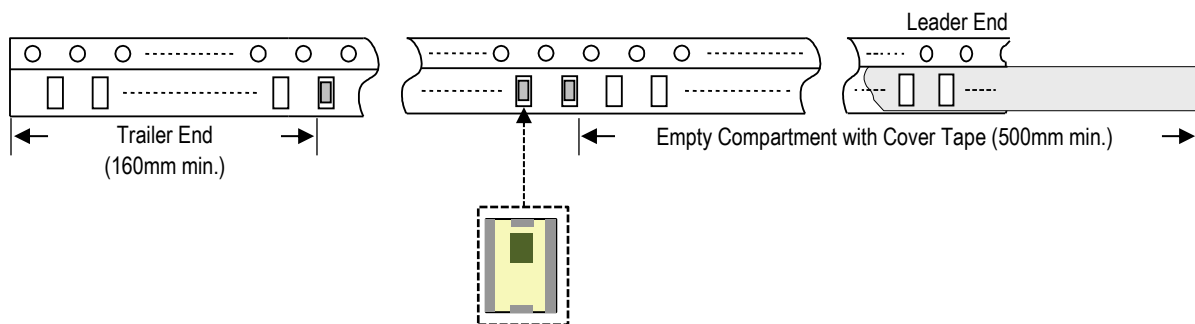 Leader End
Trailer End
(160mm min.)
Empty Compartment with Cover Tape (500mm min.)